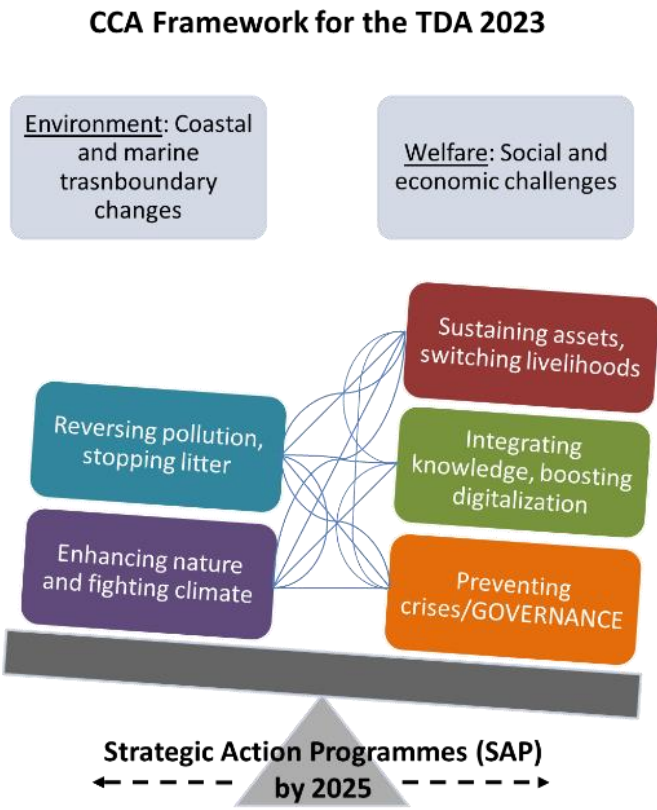 CCA Framework for the TDA 2023
Environment: Coastal
and marine
trasnboundary
changes
Welfare: Social and
economic challenges
Sustaining assets,
switching livelihoods
Reversing pollution,
stopping litter
Integrating
knowledge, boosting
digitalization
Enhancing nature
and fighting climate
Preventing
crises/GOVERNANCE
Strategic Action Programmes (SAP)
by 2025